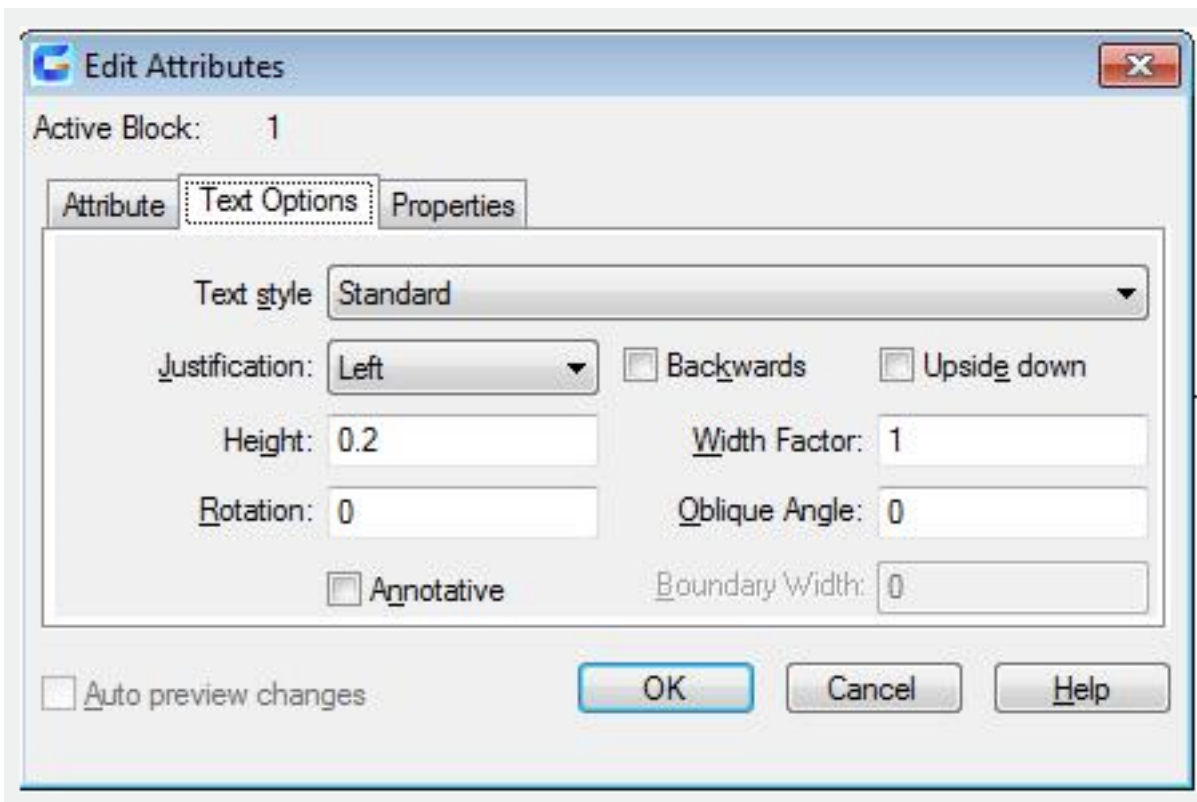 Edit Attributes
Active Block: 1
Attribute Text Options Properties
Text style Standard
Justification: Left Backwards Upside down
Height: 0.2 Width Factor: 1
Rotation: 0 Oblique Angle: 0
Annotative Boundary Width: 0
Auto preview changes OK Cancel Help